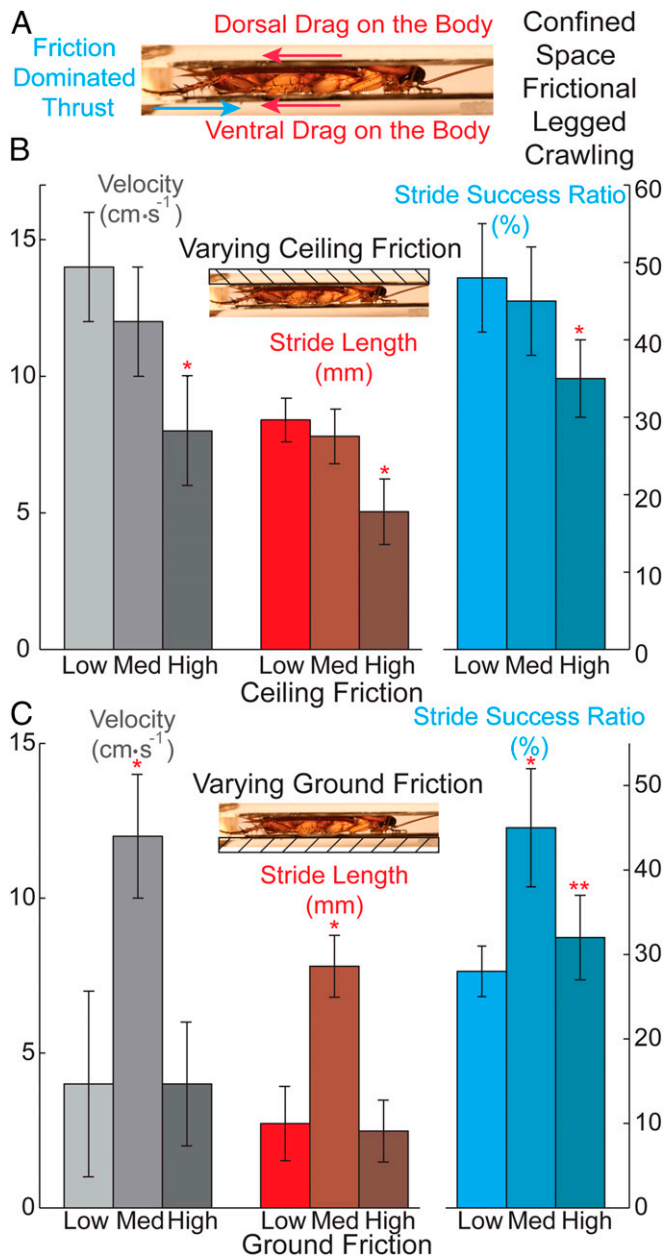 A
Dorsal Drag on the Body
Friction
Dominated
Thrust
Ventral Drag on the Body
Confined
Space
Frictional
Legged
Crawling
B
Velocity
(cm·s⁻¹)
Stride Success Ratio
(%)
Varying Ceiling Friction
Stride Length
(mm)
15
10
5
0
*
*
*
60
50
40
30
20
10
0
Low Med High
Low Med High
Low Med High
Ceiling Friction
C
Velocity
(cm·s⁻¹)
Stride Success Ratio
(%)
Varying Ground Friction
Stride Length
(mm)
15
10
5
0
*
*
*
**
50
40
30
20
10
0
Low Med High
Low Med High
Low Med High
Ground Friction